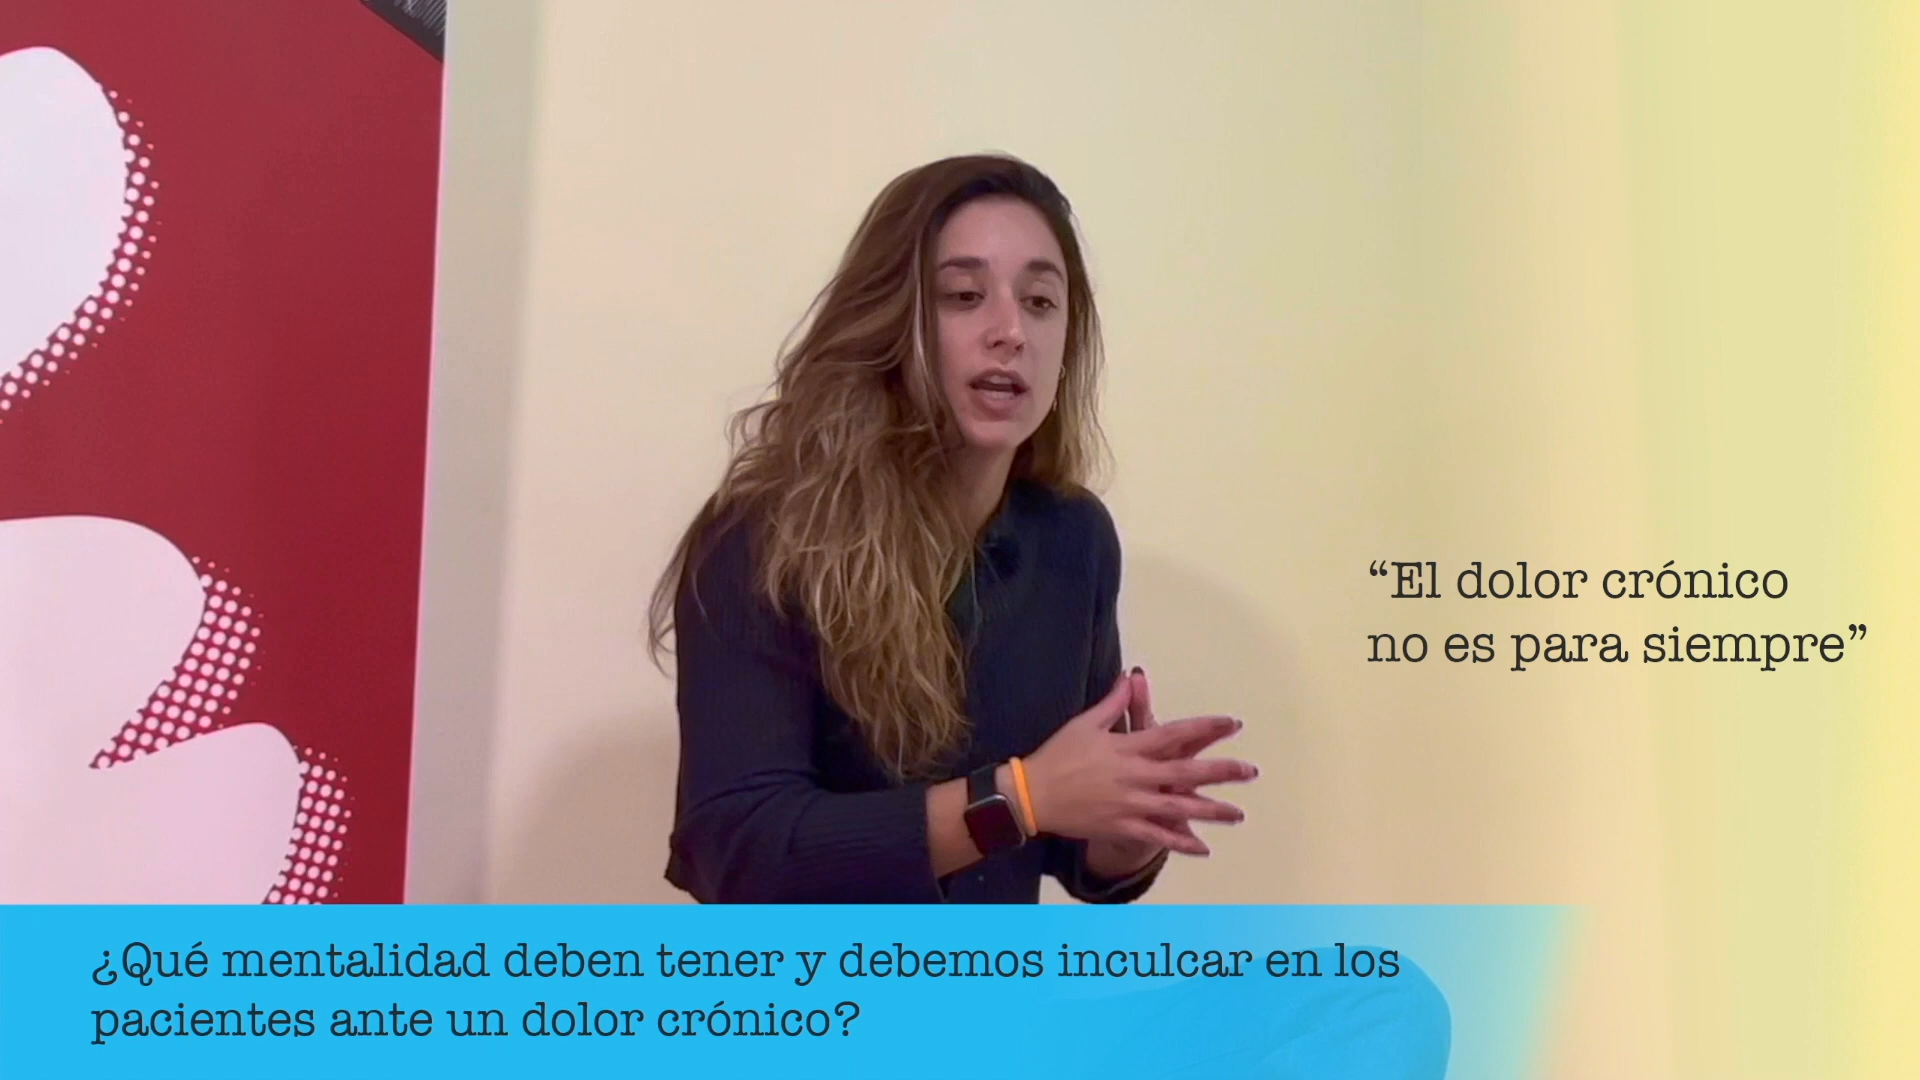 “El dolor crónico
no es para siempre”
¿Qué mentalidad deben tener y debemos inculcar en los
pacientes ante un dolor crónico?